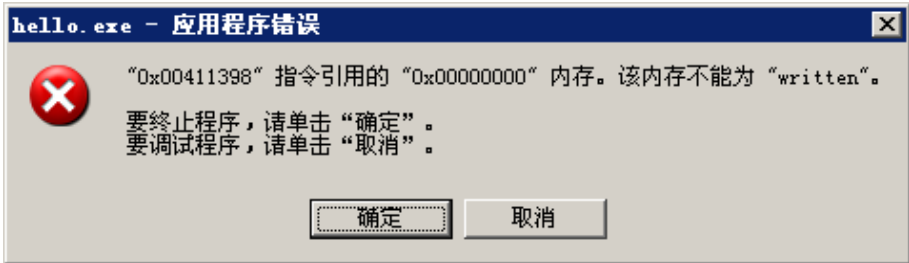 hello.exe - 应用程序错误
"0x00411398" 指令引用的 "0x00000000" 内存。该内存不能为 "written"。
要终止程序，请单击“确定”。
要调试程序，请单击“取消”。
确定
取消